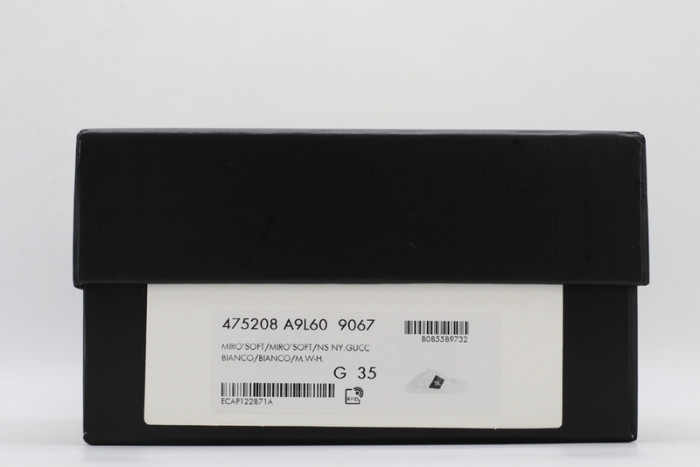 475208 A9L60 9067
8085589732
MIRO'SOFT/MIRO'SOFT/NS NY.GUCC
BIANCO/BIANCO/M.W-H.
G 35
ECAP122871A